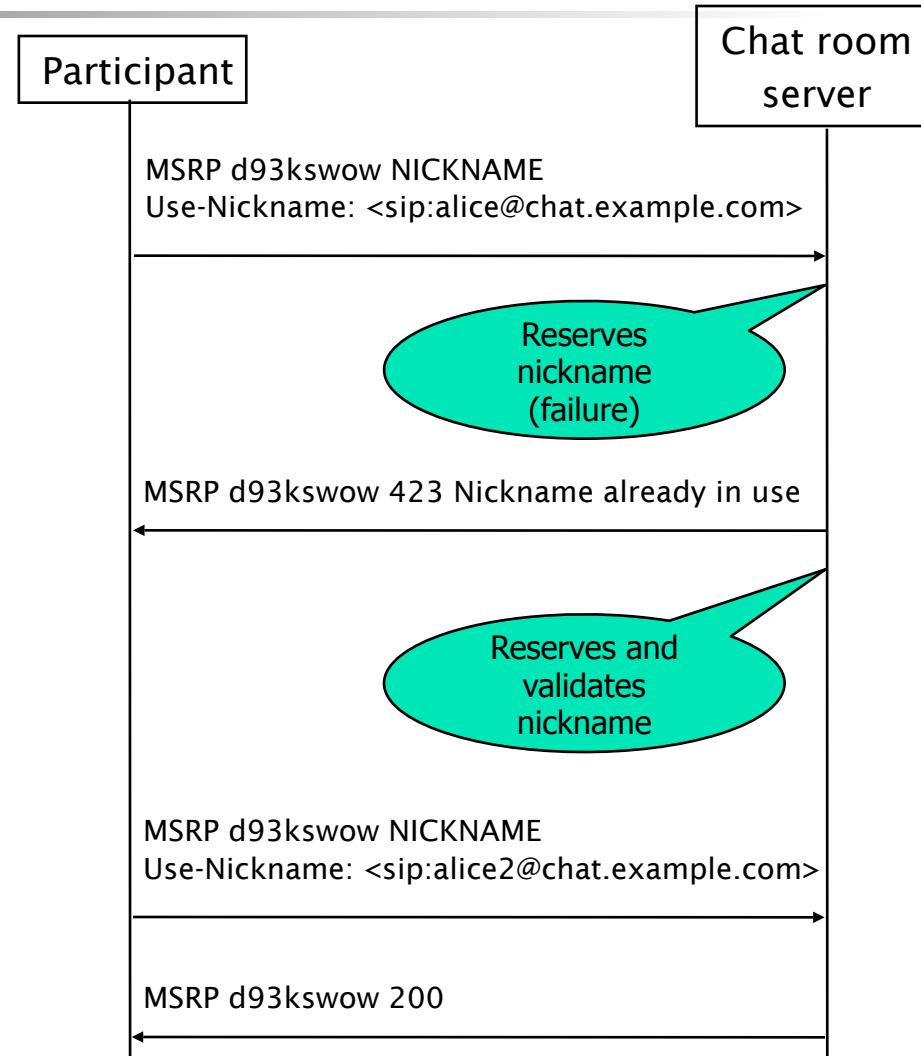 Participant
Chat room
server
MSRP d93kswow NICKNAME
Use-Nickname: <sip:alice@chat.example.com>
Reserves
nickname
(failure)
MSRP d93kswow 423 Nickname already in use
Reserves and
validates
nickname
MSRP d93kswow NICKNAME
Use-Nickname: <sip:alice2@chat.example.com>
MSRP d93kswow 200